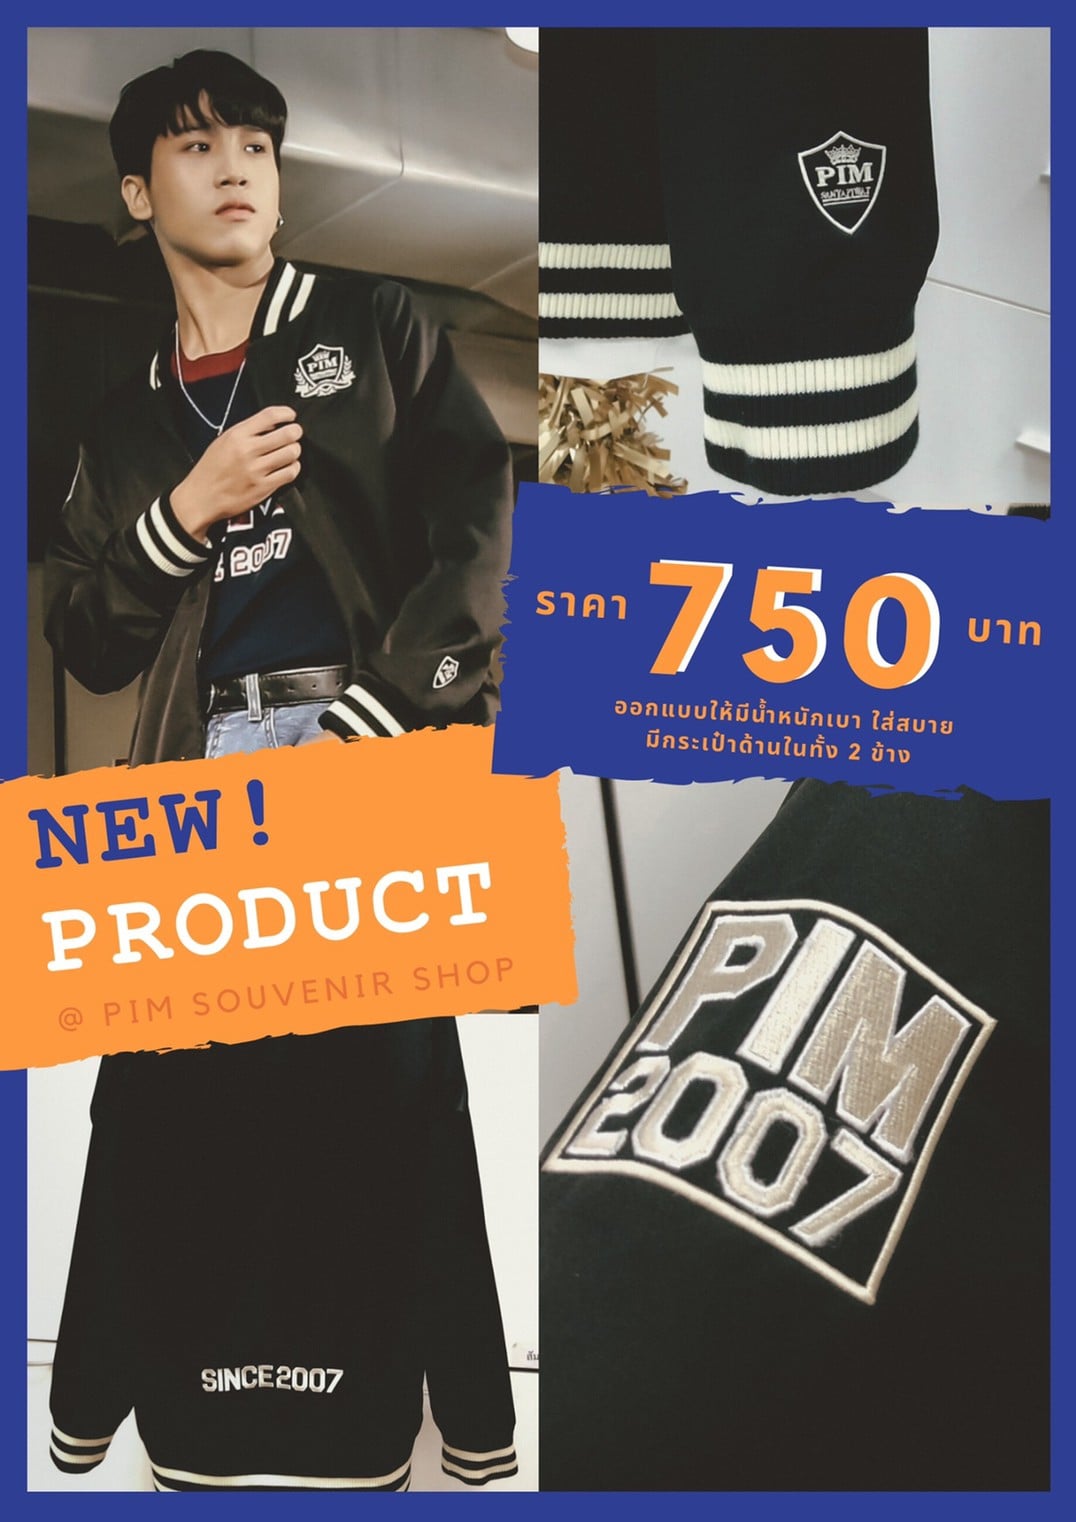 PIM
2007
PIM
ราคา 750 บาท
ออกแบบให้มีน้ำหนักเบา ใส่สบาย
มีกระเป๋าด้านในทั้ง 2 ข้าง
NEW!
PRODUCT
@ PIM SOUVENIR SHOP
PIM
2007
SINCE 2007